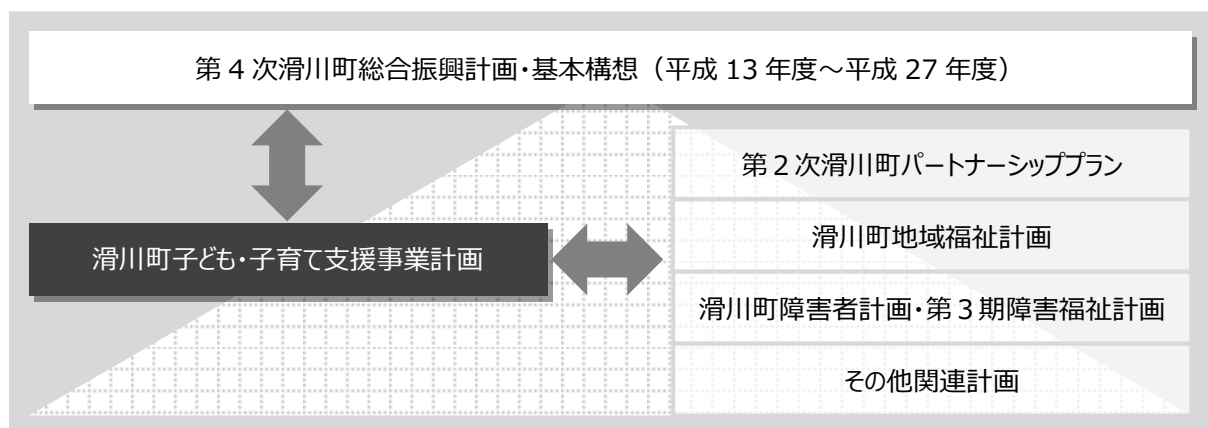 第4次滑川町総合振興計画・基本構想（平成 13 年度～平成 27 年度）
第２次滑川町パートナーシッププラン
滑川町地域福祉計画
滑川町子ども・子育て支援事業計画
滑川町障害者計画・第３期障害福祉計画
その他関連計画